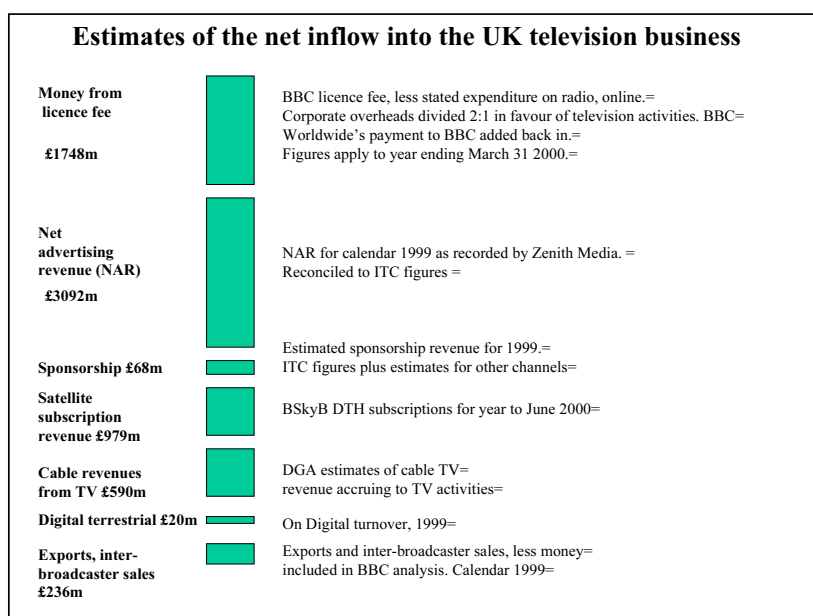 Estimates of the net inflow into the UK television business
Money from
licence fee
£1748m
BBC licence fee, less stated expenditure on radio, online.=
Corporate overheads divided 2:1 in favour of television activities. BBC=
Worldwide's payment to BBC added back in.=
Figures apply to year ending March 31 2000.=
Net
advertising
revenue (NAR)
£3092m
NAR for calendar 1999 as recorded by Zenith Media. =
Reconciled to ITC figures =
Sponsorship £68m
Estimated sponsorship revenue for 1999.=
ITC figures plus estimates for other channels=
Satellite
subscription
revenue £979m
BSkyB DTH subscriptions for year to June 2000=
Cable revenues
from TV £590m
DGA estimates of cable TV=
revenue accruing to TV activities=
Digital terrestrial £20m
On Digital turnover, 1999=
Exports, inter-
broadcaster sales
£236m
Exports and inter-broadcaster sales, less money=
included in BBC analysis. Calendar 1999=